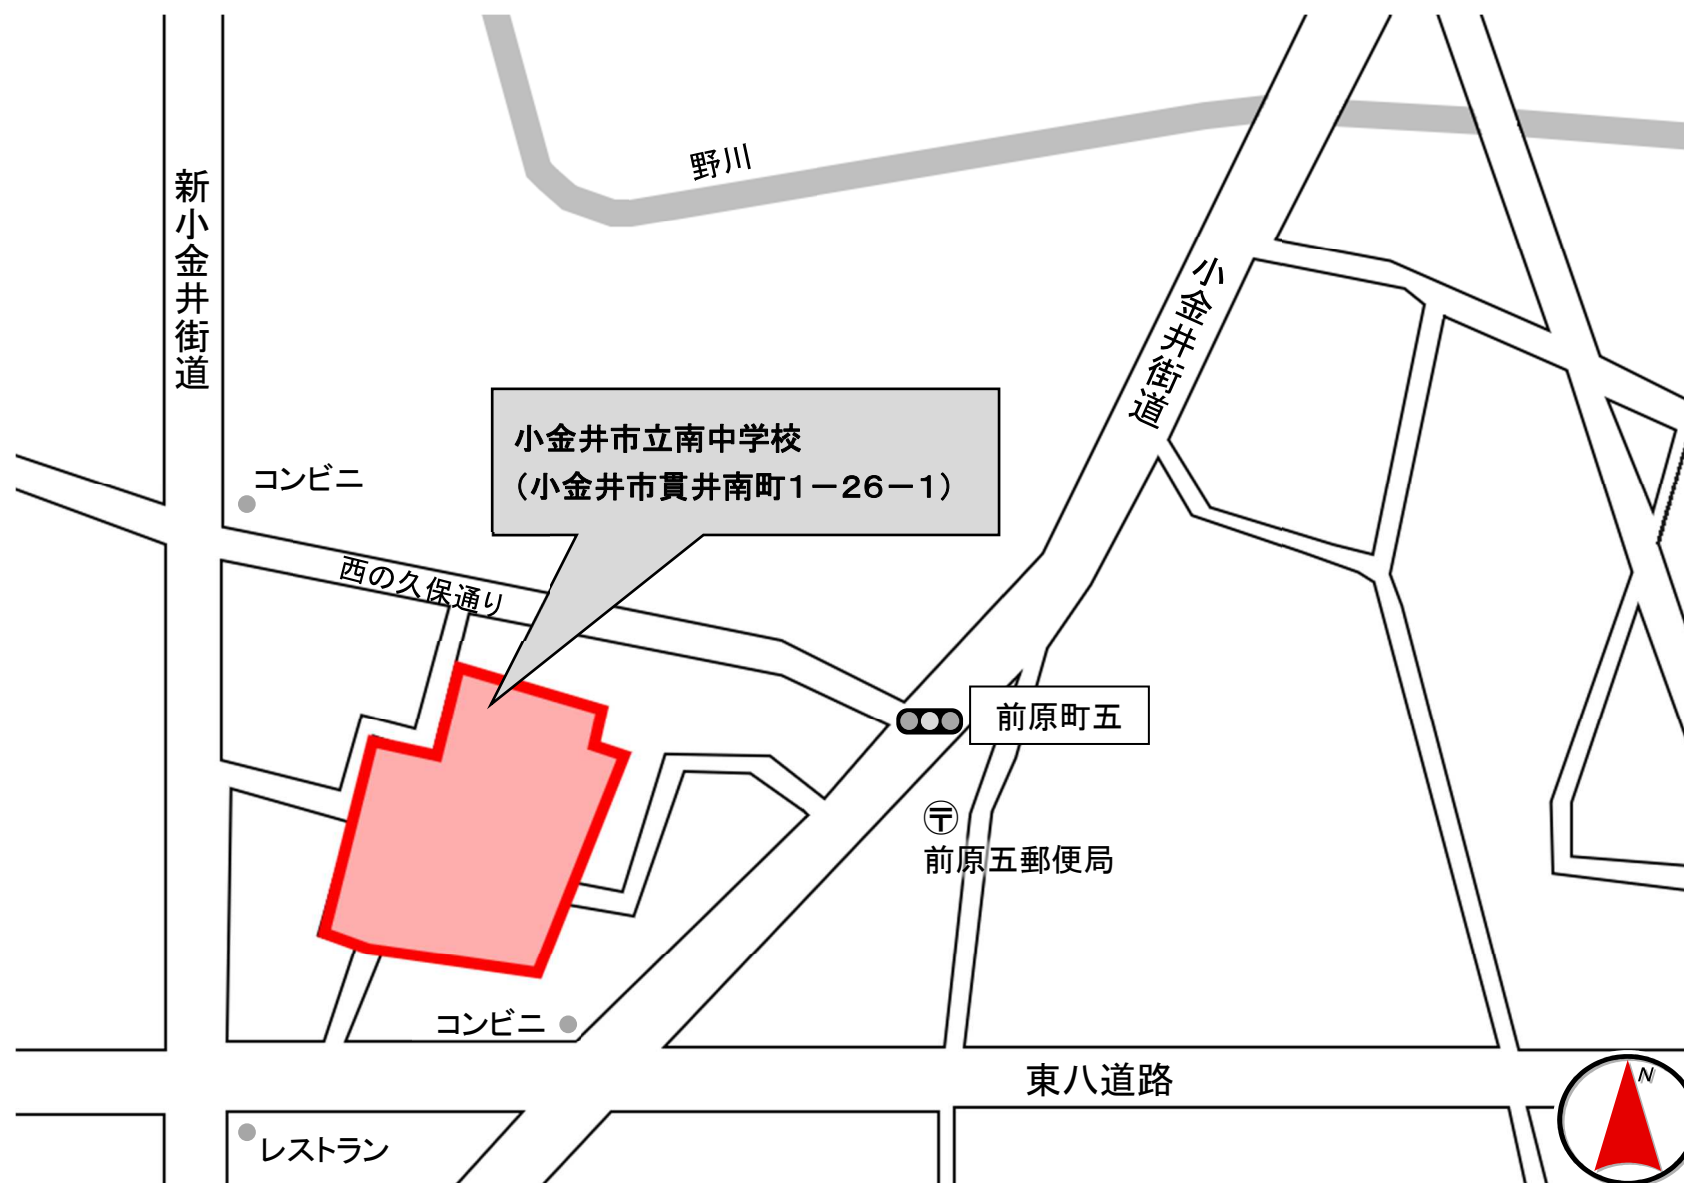 野川
新小金井街道
小金井街道
小金井市立南中学校
（小金井市貫井南町1－26－1）
コンビニ
西の久保通り
前原町五
〒
前原五郵便局
コンビニ
東八道路
N
レストラン